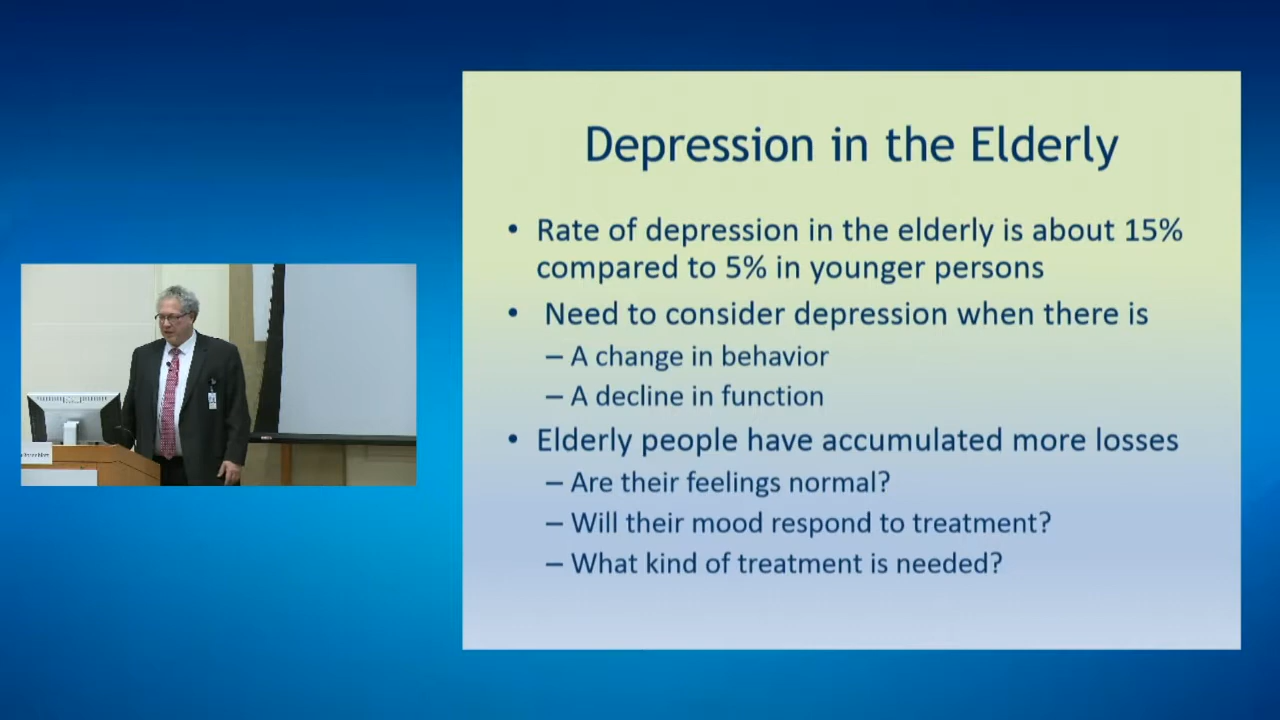 Depression in the Elderly
• Rate of depression in the elderly is about 15%
compared to 5% in younger persons
• Need to consider depression when there is
– A change in behavior
– A decline in function
• Elderly people have accumulated more losses
– Are their feelings normal?
– Will their mood respond to treatment?
– What kind of treatment is needed?